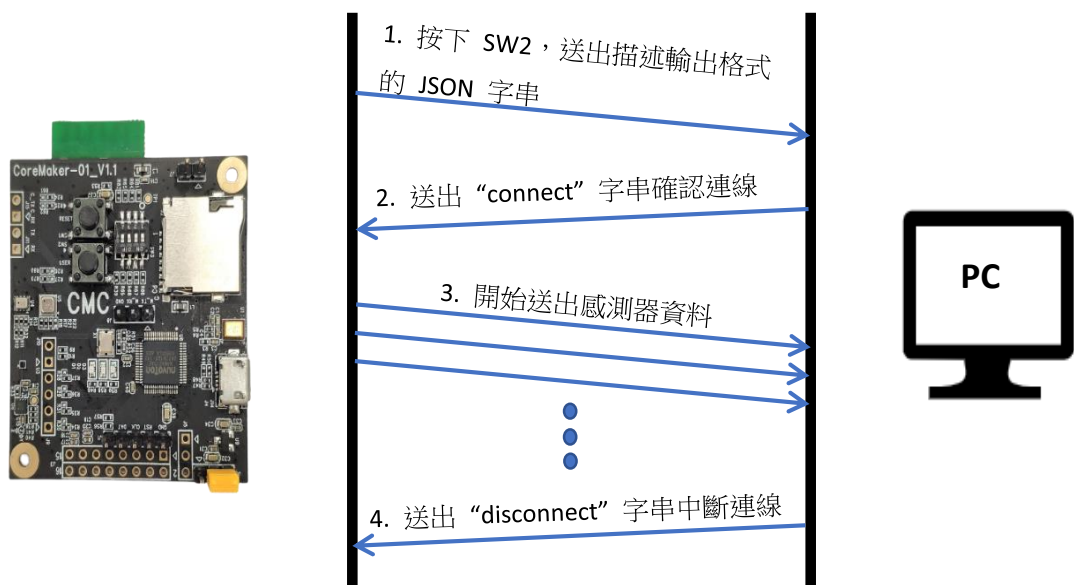 1. 按下 SW2，送出描述輸出格式
的 JSON 字串
CoreMaker-01_V1.1
2. 送出 “connect” 字串確認連線
PC
3. 開始送出感測器資料
CMC
nuvoton
4. 送出 “disconnect” 字串中斷連線